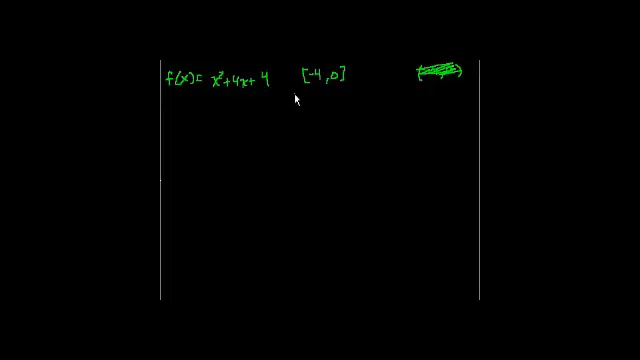 f(x)= x²+4x+4 [-4,0]